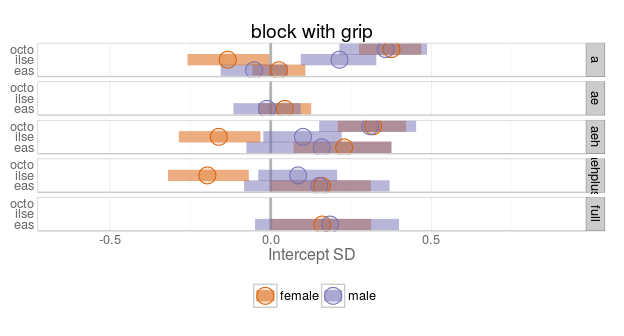 block with grip
octo
ilse
eas
a
octo
ilse
eas
ae
octo
ilse
eas
aeh
octo
ilse
eas
ehplus
octo
ilse
eas
full
-0.5 0.0 0.5
Intercept SD
female male